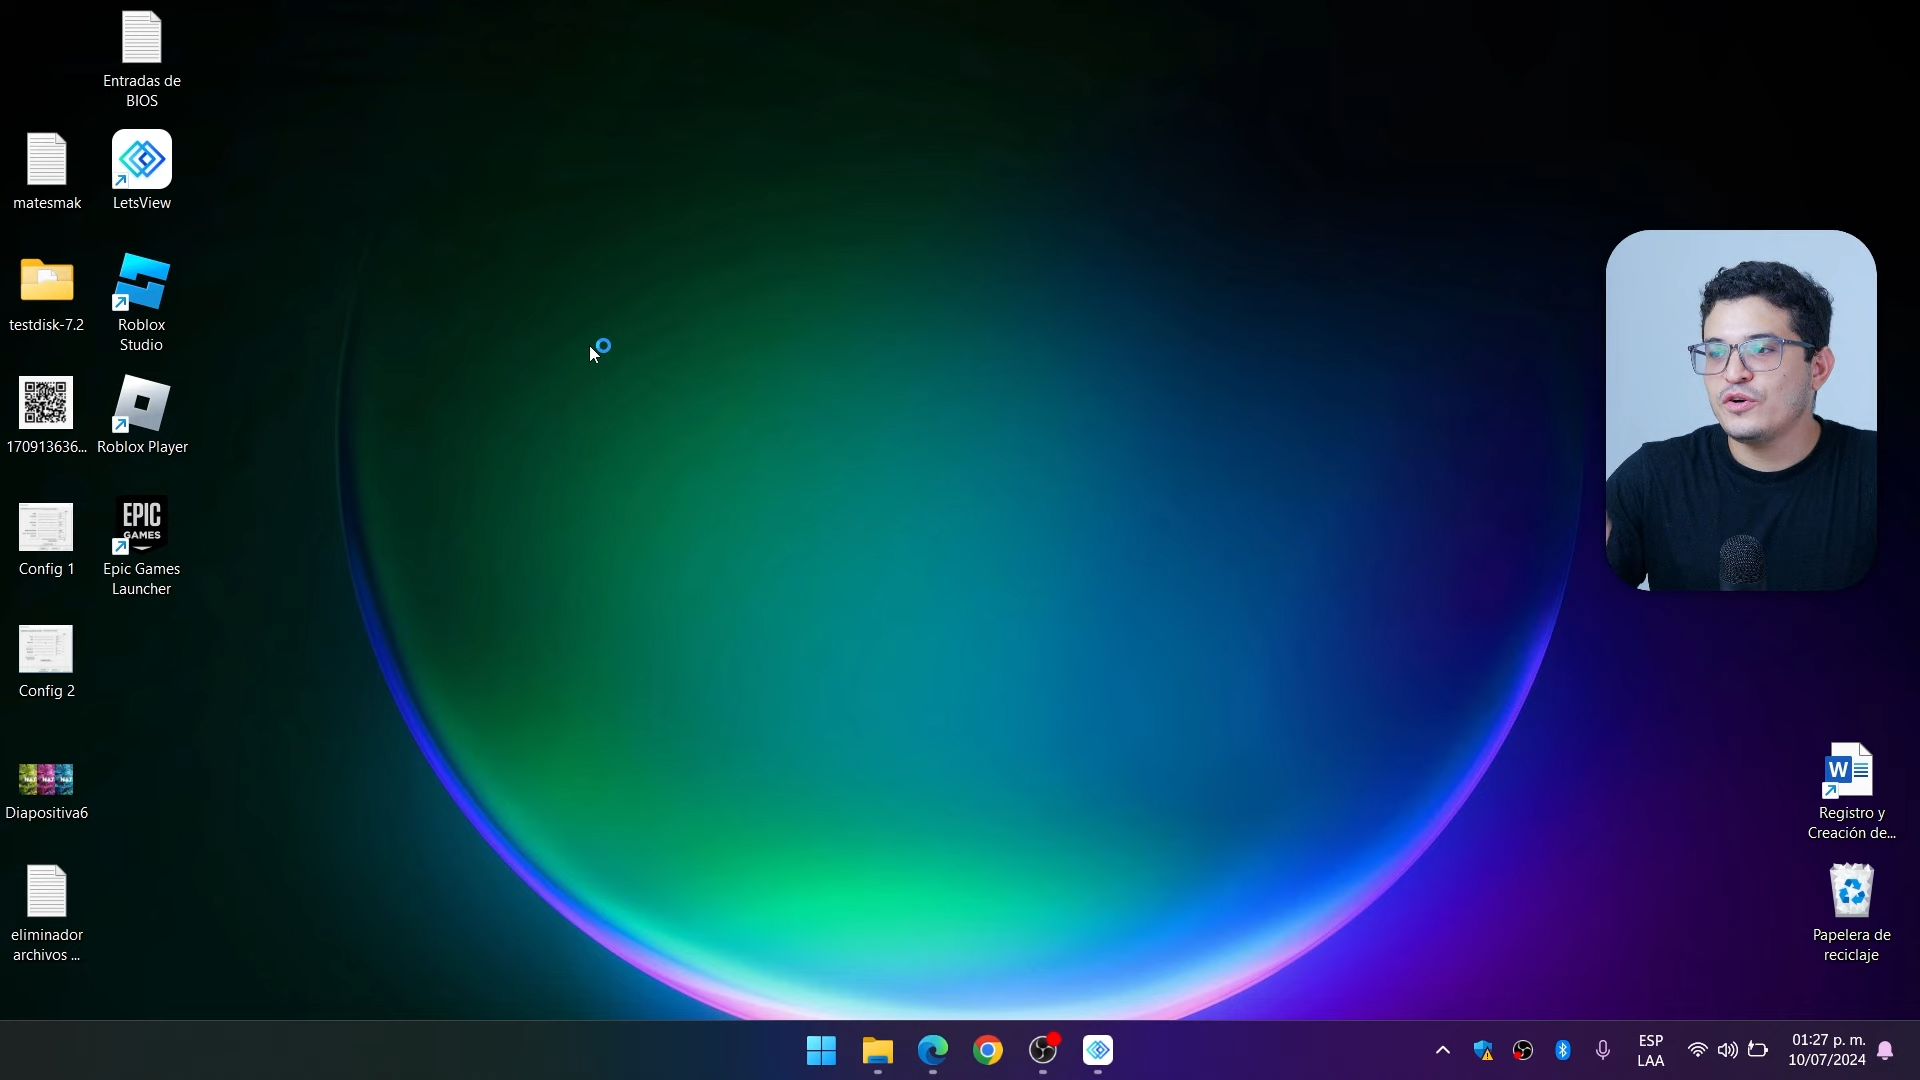 Entradas de
BIOS
matesmak
LetsView
testdisk-7.2
Roblox
Studio
170913636...
Roblox Player
Config 1
EPIC
GAMES
Epic Games
Launcher
Config 2
Diapositiva6
eliminador
archivos ...
W
Registro y
Creación de...
Papelera de
reciclaje
ESP
LAA
01:27 p. m.
10/07/2024